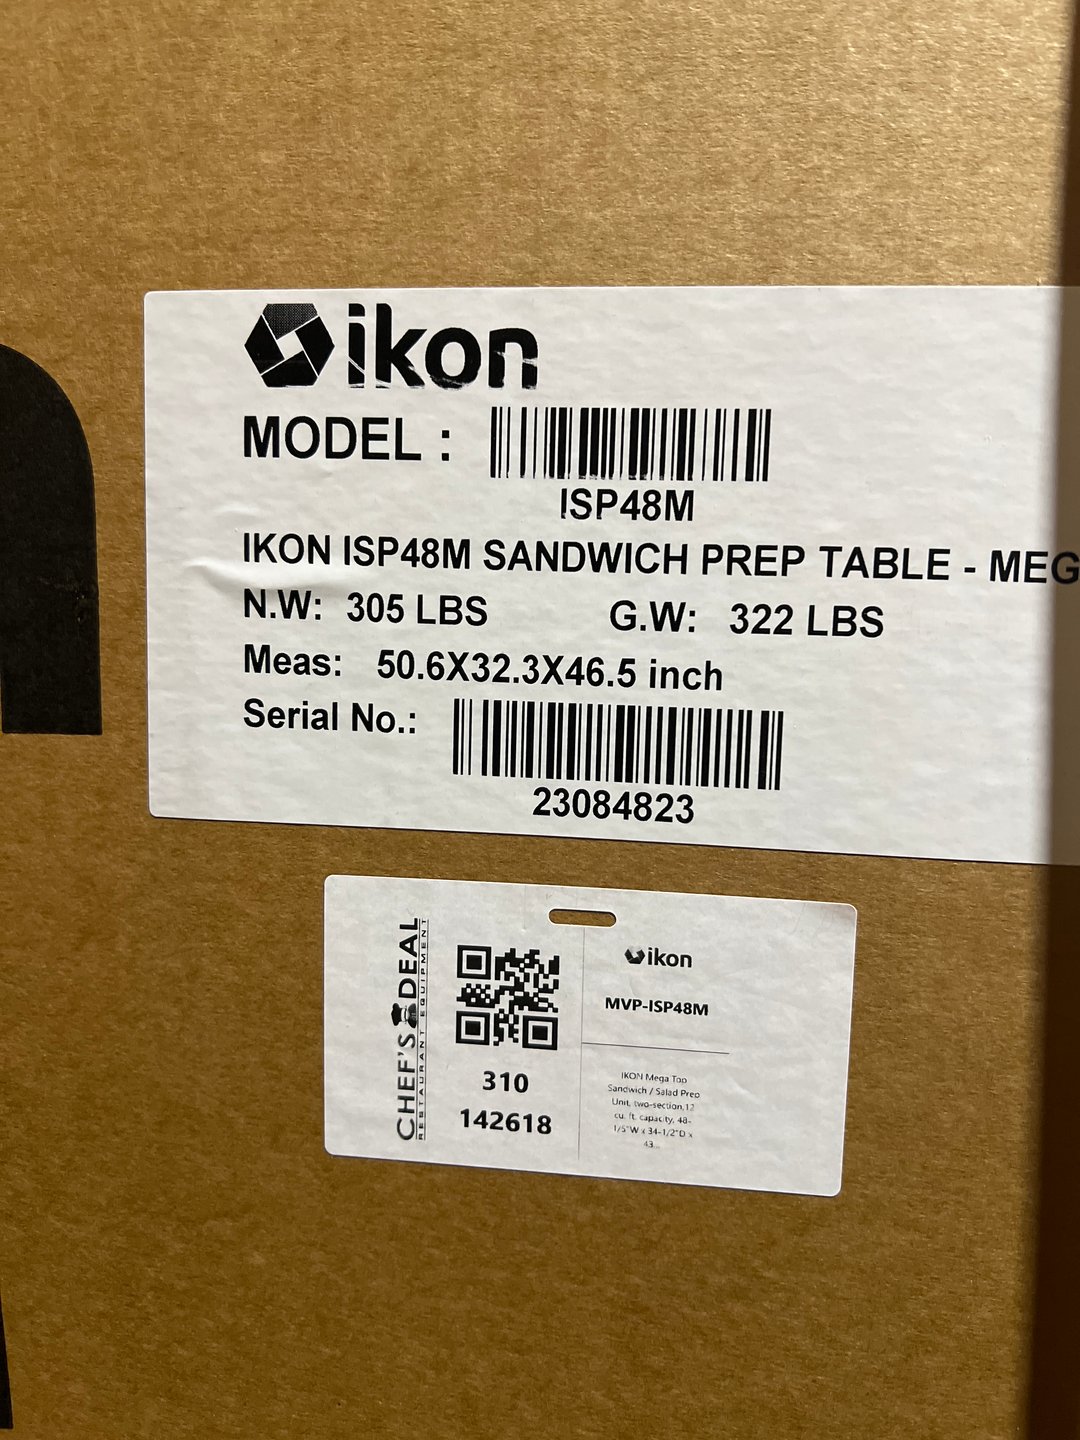 ikon
MODEL :
ISP48M
IKON ISP48M SANDWICH PREP TABLE - MEG
N.W: 305 LBS G.W: 322 LBS
Meas: 50.6X32.3X46.5 inch
Serial No.:
23084823
CHEF'S DEAL
RESTAURANT EQUIPMENT
310
142618
ikon
MVP-ISP48M
IKON Mega Top
Sandwich / Salad Prep
Unit, two-section,12
cu. ft. capacity, 48-
1/5"W x 34-1/2"D x
43...